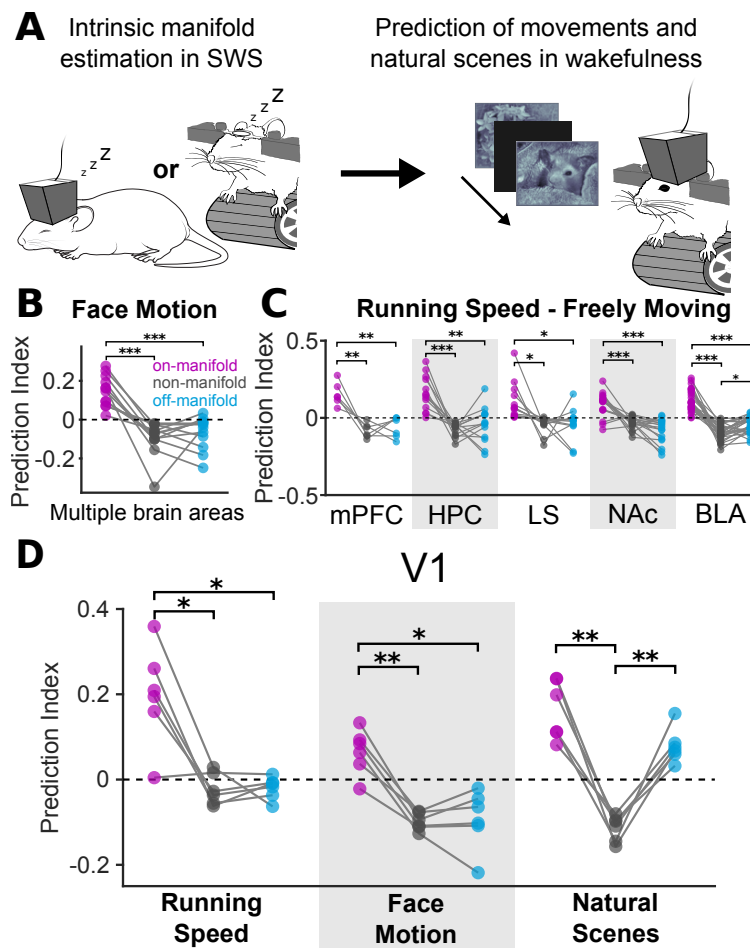 A
Intrinsic manifold
estimation in SWS
Prediction of movements and
natural scenes in wakefulness
z z z
z z z
or
B
Face Motion
Prediction Index
0.2
0
-0.2
***
***
on-manifold
non-manifold
off-manifold
Multiple brain areas
C
Running Speed - Freely Moving
Prediction Index
0.5
0
-0.5
**
**
**
***
*
*
***
***
***
***
*
mPFC
HPC
LS
NAc
BLA
D
V1
Prediction Index
0.4
0.2
0
-0.2
*
*
*
**
**
**
Running
Speed
Face
Motion
Natural
Scenes